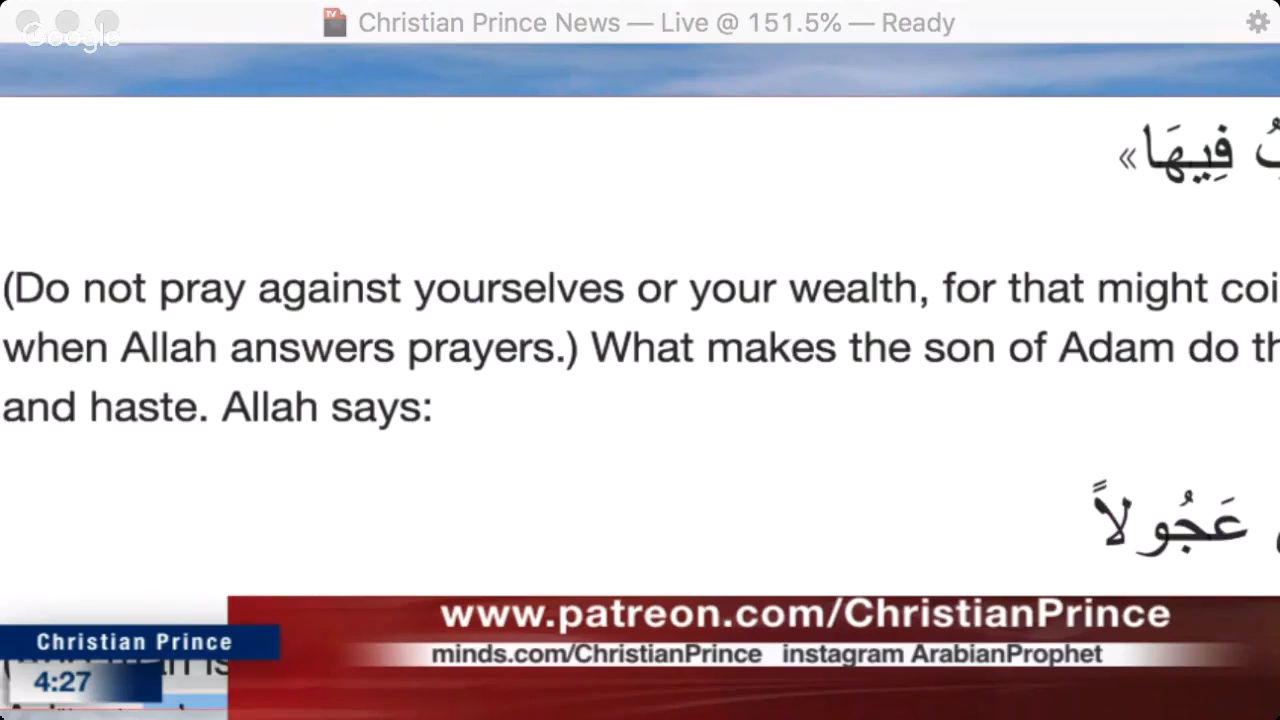 Christian Prince News — Live @ 151.5% — Ready
Google
فِيهَا»
(Do not pray against yourselves or your wealth, for that might
when Allah answers prayers.) What makes the son of Adam do
and haste. Allah says:
عَجُولاً
www.patreon.com/ChristianPrince
Christian Prince
minds.com/ChristianPrince instagram ArabianProphet
4:27